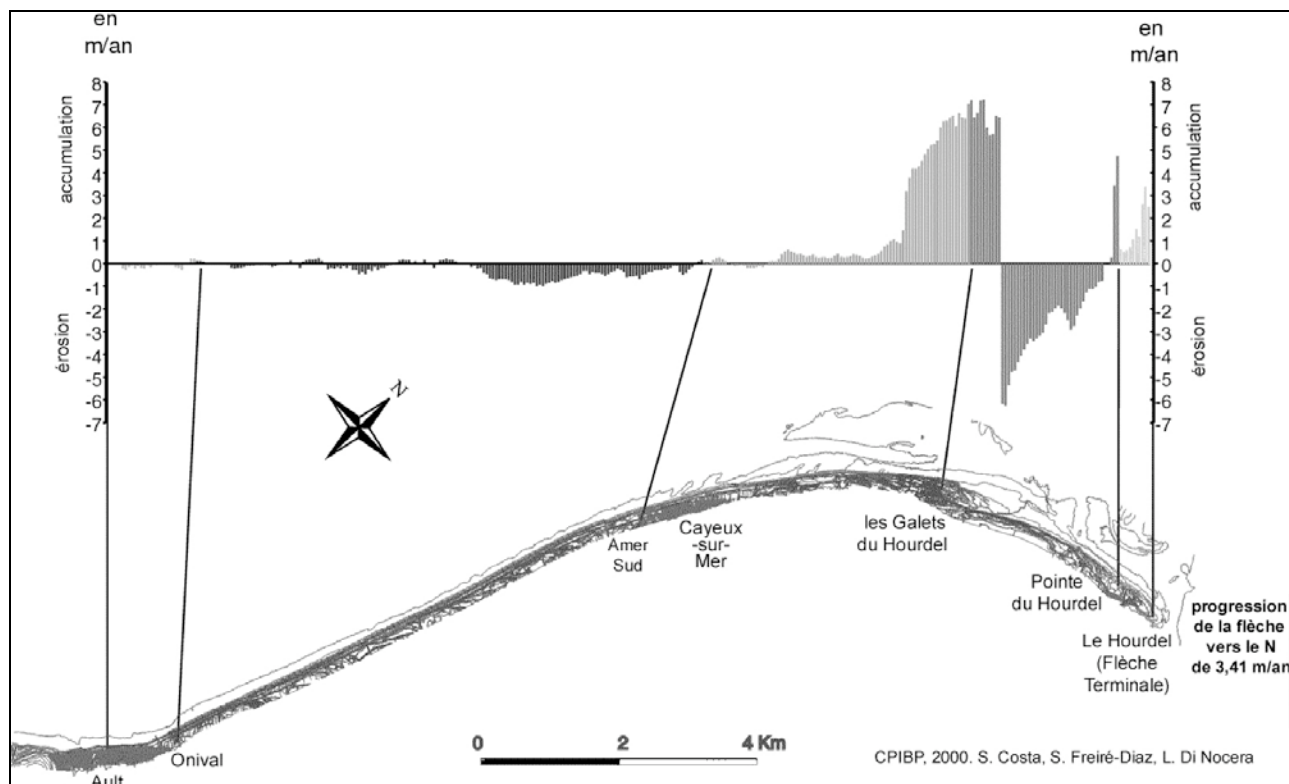 en
m/an
en
m/an
accumulation
érosion
8
7
6
5
4
3
2
1
0
-1
-2
-3
-4
-5
-6
-7
8
7
6
5
4
3
2
1
0
-1
-2
-3
-4
-5
-6
-7
accumulation
érosion
N
Amer
Sud
Cayeux
-sur-
Mer
les Galets
du Hourdel
Pointe
du Hourdel
Le Hourdel
(Flèche
Terminale)
progression
de la flèche
vers le N
de 3,41 m/an
Onival
Ault
0 2 4 Km
CPIBP, 2000. S. Costa, S. Freiré-Diaz, L. Di Nocera